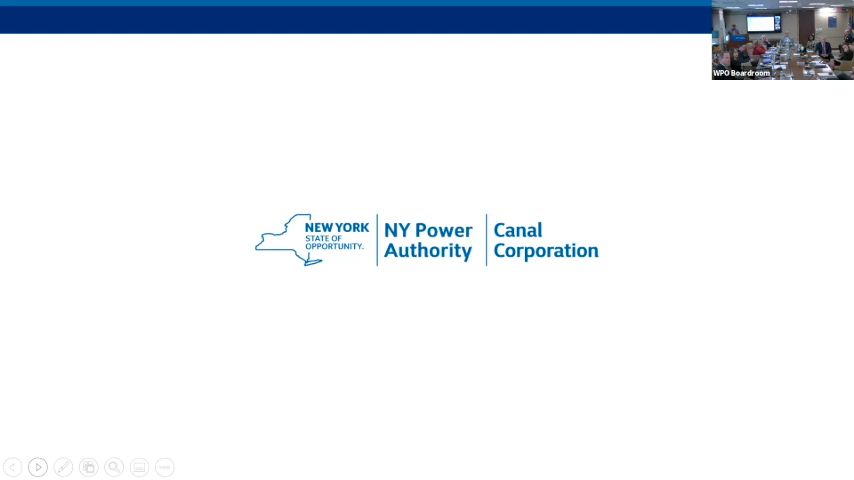 WPO Boardroom
NEW YORK
STATE OF
OPPORTUNITY.
NY Power
Authority
Canal
Corporation